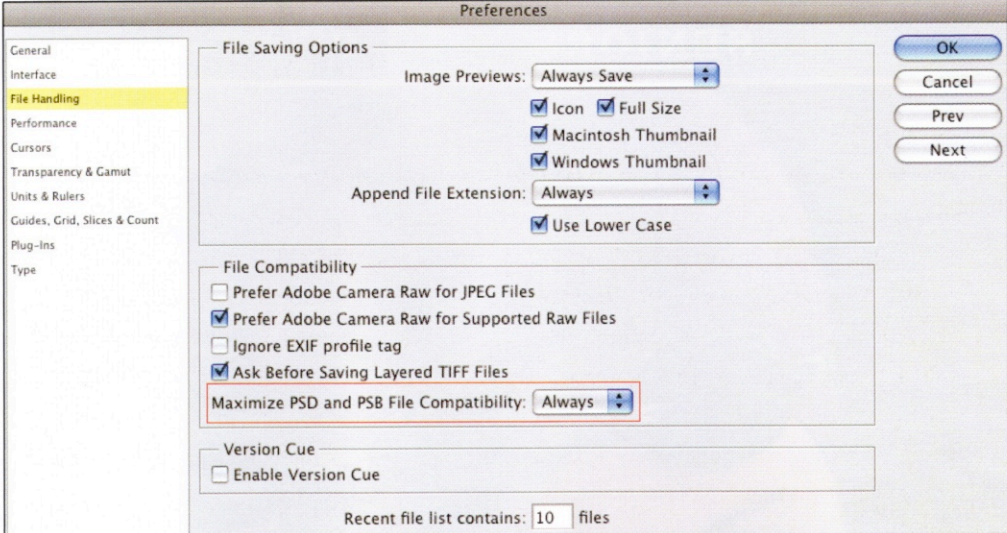 Preferences
General
Interface
File Handling
Performance
Cursors
Transparency & Gamut
Units & Rulers
Guides, Grid, Slices & Count
Plug-Ins
Type
File Saving Options
Image Previews: Always Save
Icon Full Size
Macintosh Thumbnail
Windows Thumbnail
Append File Extension: Always
Use Lower Case
File Compatibility
Prefer Adobe Camera Raw for JPEG Files
Prefer Adobe Camera Raw for Supported Raw Files
Ignore EXIF profile tag
Ask Before Saving Layered TIFF Files
Maximize PSD and PSB File Compatibility: Always
Version Cue
Enable Version Cue
Recent file list contains: 10 files
OK
Cancel
Prev
Next